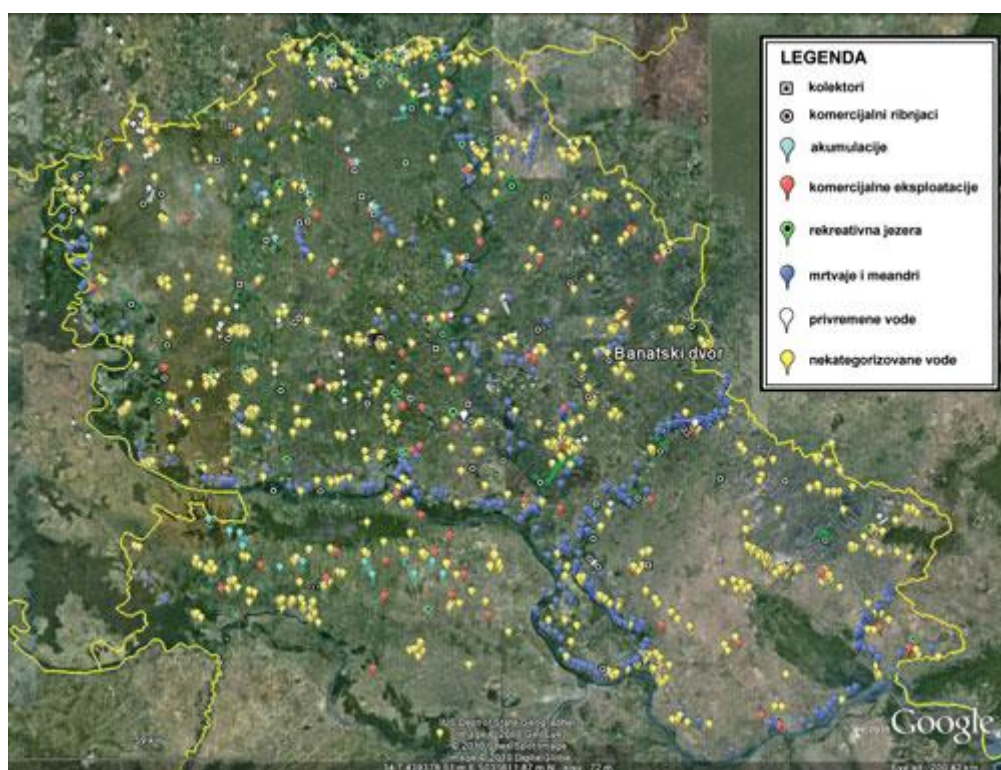 LEGENDA
kolektori
komercijalni ribnjaci
akumulacije
komercijalne eksploatacije
rekreativna jezera
mrtvaje i meandri
privremene vode
nekategorizovane vode
Banatski dvor
Google